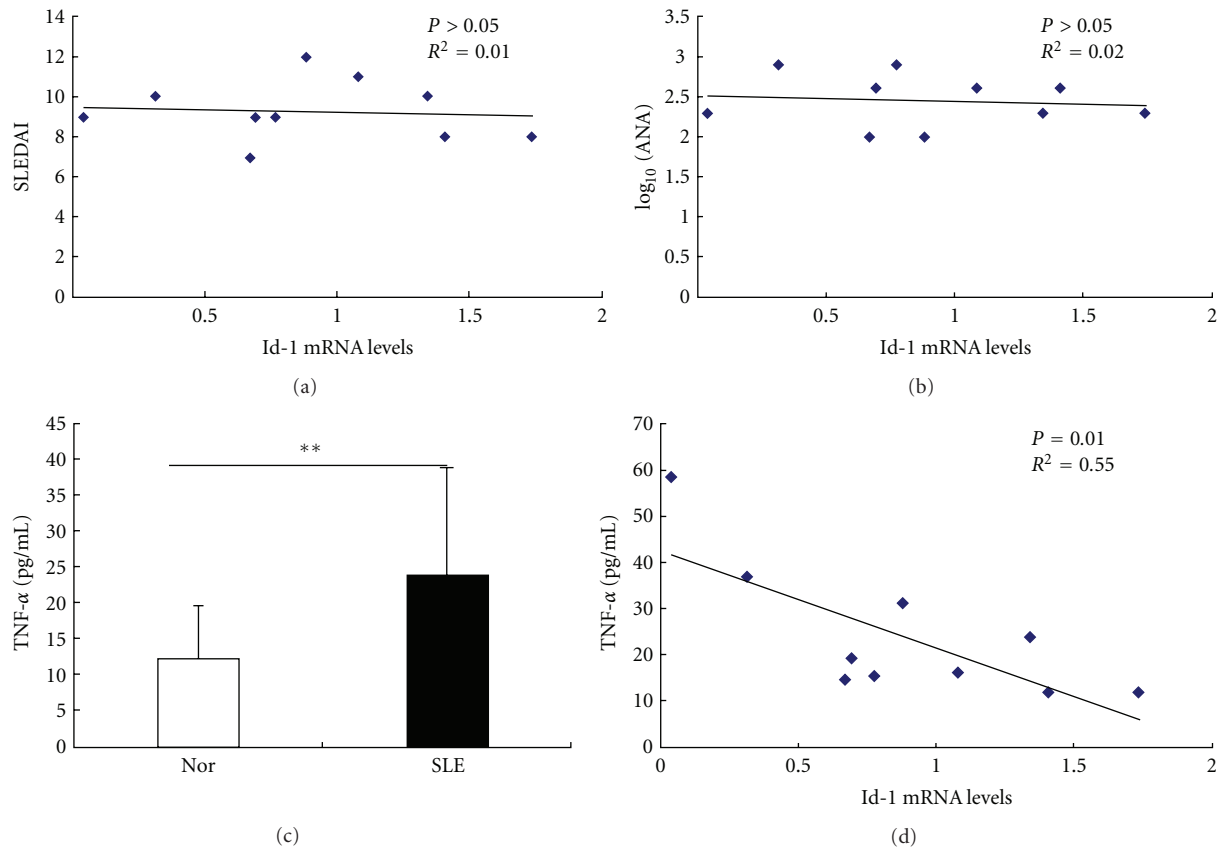 14
12
10
8
6
4
2
0
SLEDAI
P > 0.05
R² = 0.01
0.5 1 1.5 2
Id-1 mRNA levels
(a)
3.5
3
2.5
2
1.5
1
0.5
0
log₁₀ (ANA)
P > 0.05
R² = 0.02
0.5 1 1.5 2
Id-1 mRNA levels
(b)
45
40
35
30
25
20
15
10
5
0
TNF-α (pg/mL)
**
Nor SLE
(c)
70
60
50
40
30
20
10
0
TNF-α (pg/mL)
P = 0.01
R² = 0.55
0 0.5 1 1.5 2
Id-1 mRNA levels
(d)